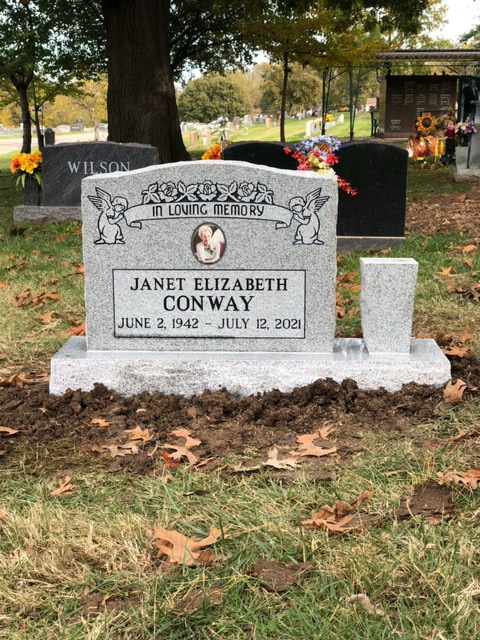 WILSON
IN LOVING MEMORY
JANET ELIZABETH
CONWAY
JUNE 2, 1942 – JULY 12, 2021